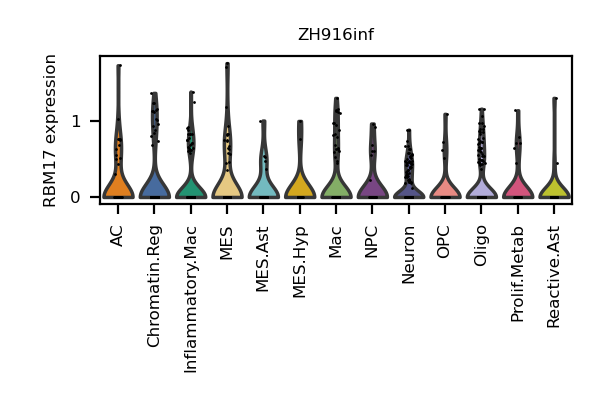 ZH916inf
RBM17 expression
1
0
AC
Chromatin.Reg
Inflammatory.Mac
MES
MES.Ast
MES.Hyp
Mac
NPC
Neuron
OPC
Oligo
Prolif.Metab
Reactive.Ast